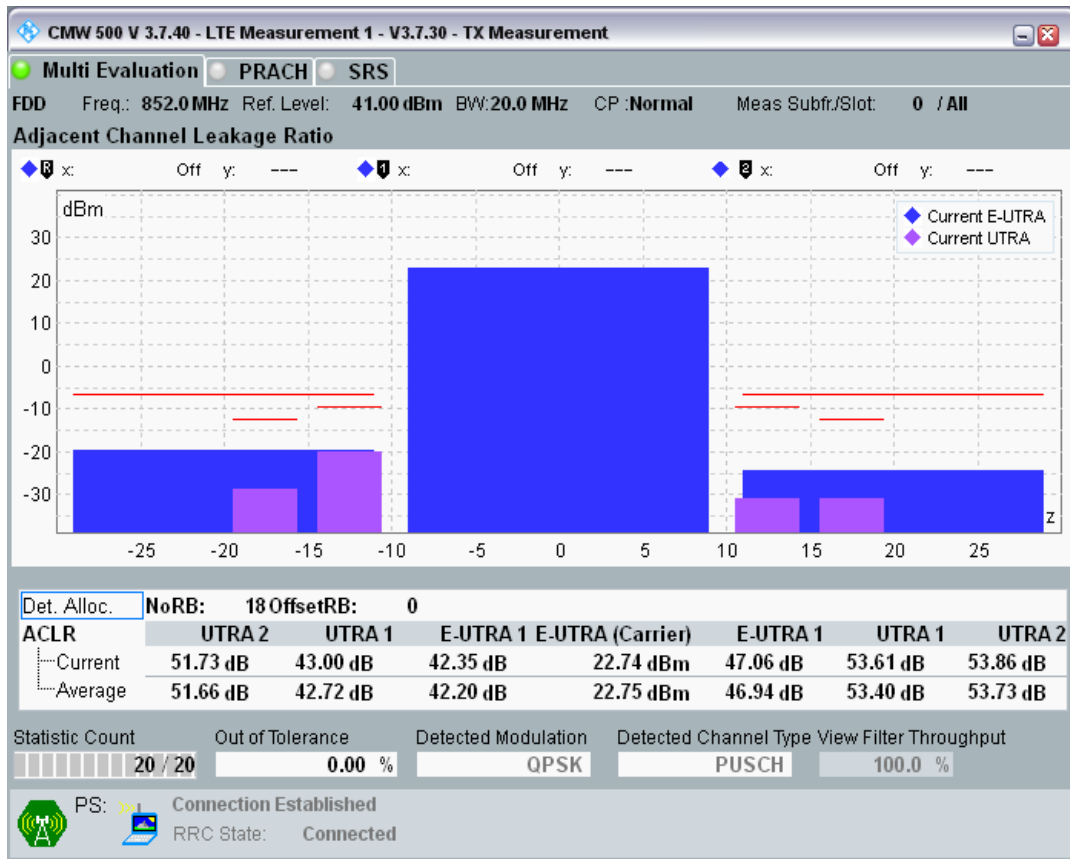 CMW 500 V 3.7.40 - LTE Measurement 1 - V3.7.30 - TX Measurement
Multi Evaluation PRACH SRS
FDD Freq.: 852.0 MHz Ref. Level: 41.00 dBm BW: 20.0 MHz CP :Normal Meas Subfr./Slot: 0 / All
Adjacent Channel Leakage Ratio
R x: Off y: --- 1 x: Off y: --- 2 x: Off y: ---
dBm
Current E-UTRA
Current UTRA
30
20
10
0
-10
-20
-30
z
-25 -20 -15 -10 -5 0 5 10 15 20 25
Det. Alloc. NoRB: 18 OffsetRB: 0
ACLR UTRA 2 UTRA 1 E-UTRA 1 E-UTRA (Carrier) E-UTRA 1 UTRA 1 UTRA 2
Current 51.73 dB 43.00 dB 42.35 dB 22.74 dBm 47.06 dB 53.61 dB 53.86 dB
Average 51.66 dB 42.72 dB 42.20 dB 22.75 dBm 46.94 dB 53.40 dB 53.73 dB
Statistic Count Out of Tolerance Detected Modulation Detected Channel Type View Filter Throughput
20 / 20 0.00 % QPSK PUSCH 100.0 %
PS: Connection Established
RRC State: Connected